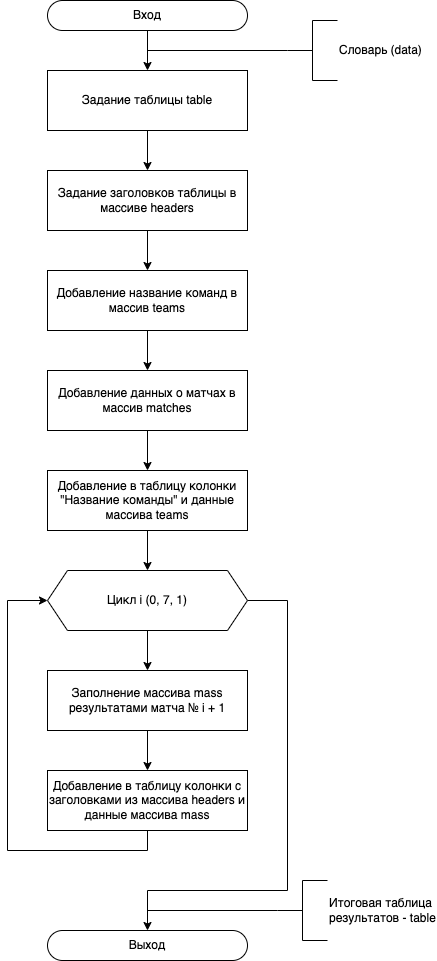 Вход
Словарь (data)
Задание таблицы table
Задание заголовков таблицы в
массиве headers
Добавление название команд в
массив teams
Добавление данных о матчах в
массив matches
Добавление в таблицу колонки
"Название команды" и данные
массива teams
Цикл i (0, 7, 1)
Заполнение массива mass
результатами матча № i + 1
Добавление в таблицу колонки с
заголовками из массива headers и
данные массива mass
Итоговая таблица
результатов - table
Выход